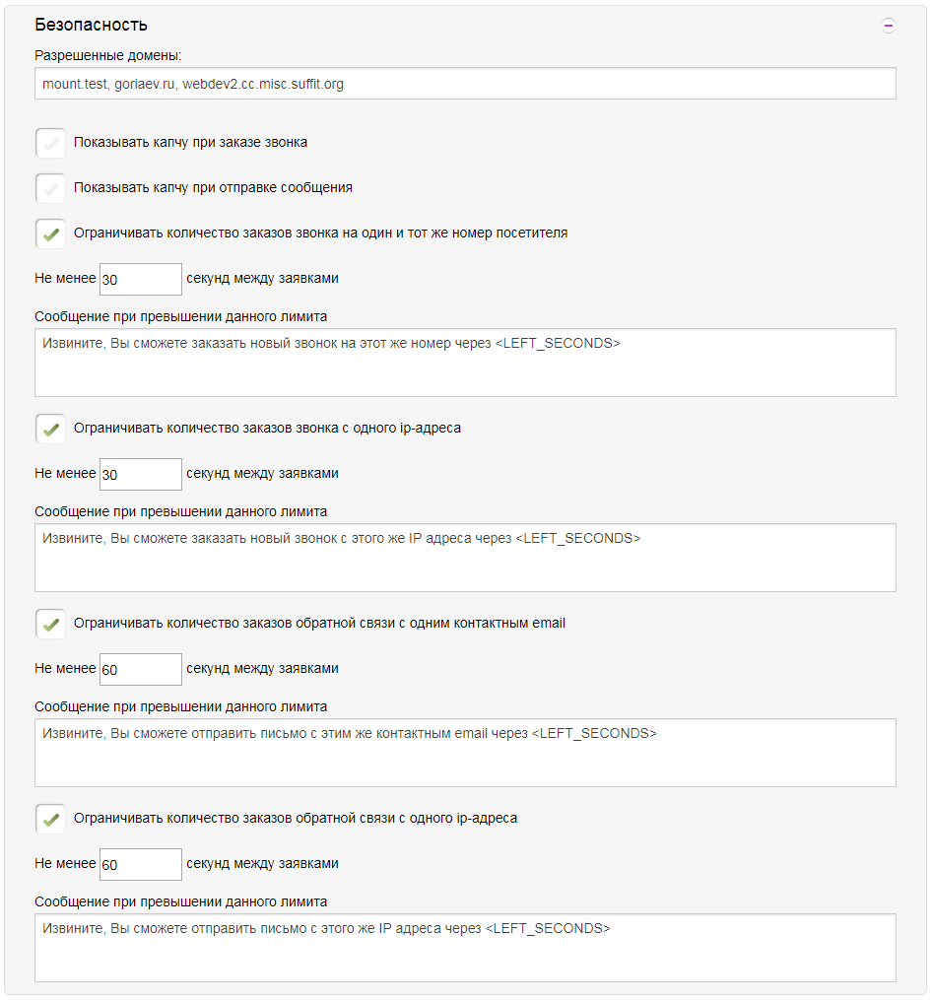 Безопасность
Разрешенные домены:
mount.test, goriaev.ru, webdev2.cc.misc.suffit.org
Показывать капчу при заказе звонка
Показывать капчу при отправке сообщения
Ограничивать количество заказов звонка на один и тот же номер посетителя
Не менее 30 секунд между заявками
Сообщение при превышении данного лимита
Извините, Вы сможете заказать новый звонок на этот же номер через <LEFT_SECONDS>
Ограничивать количество заказов звонка с одного ip-адреса
Не менее 30 секунд между заявками
Сообщение при превышении данного лимита
Извините, Вы сможете заказать новый звонок с этого же IP адреса через <LEFT_SECONDS>
Ограничивать количество заказов обратной связи с одним контактным email
Не менее 60 секунд между заявками
Сообщение при превышении данного лимита
Извините, Вы сможете отправить письмо с этим же контактным email через <LEFT_SECONDS>
Ограничивать количество заказов обратной связи с одного ip-адреса
Не менее 60 секунд между заявками
Сообщение при превышении данного лимита
Извините, Вы сможете отправить письмо с этого же IP адреса через <LEFT_SECONDS>